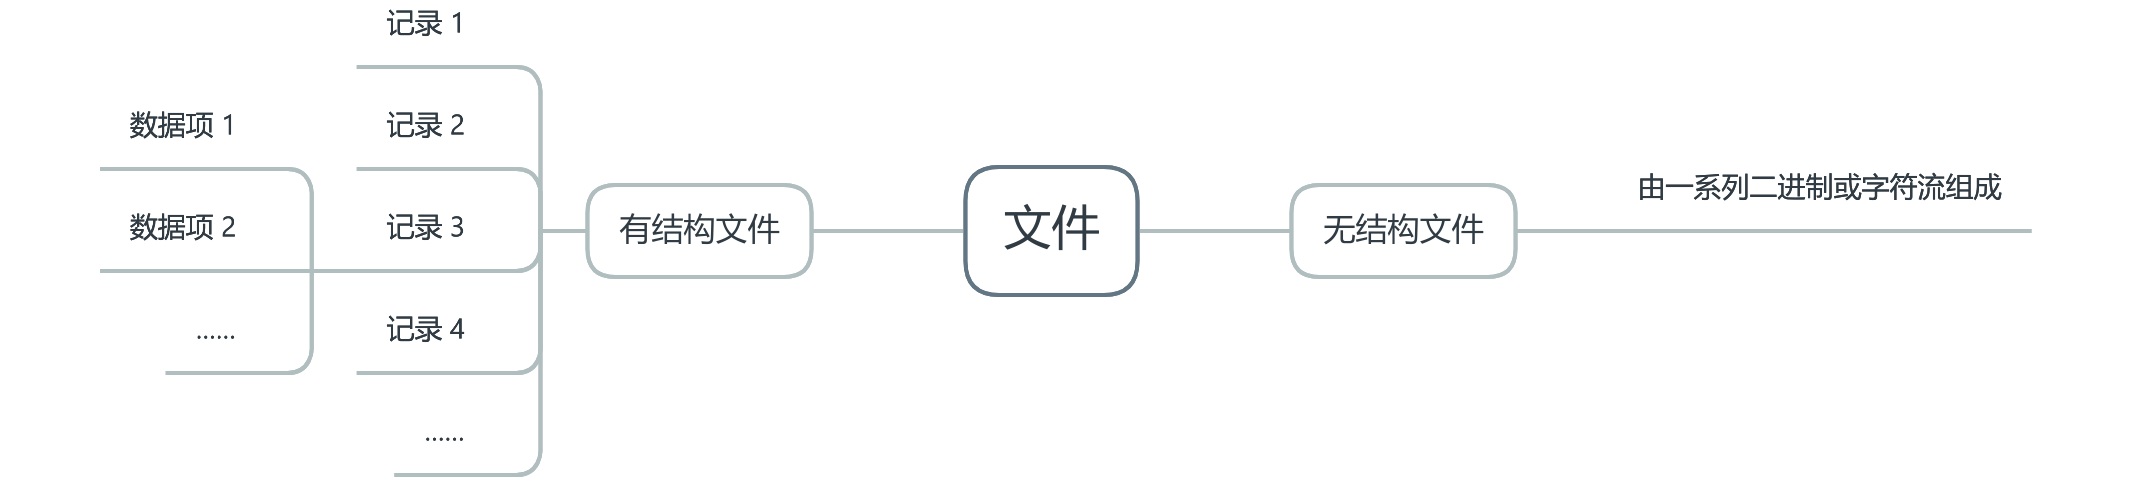 记录 1
数据项 1
记录 2
数据项 2
记录 3
有结构文件
文件
无结构文件
由一系列二进制或字符流组成
……
记录 4
……